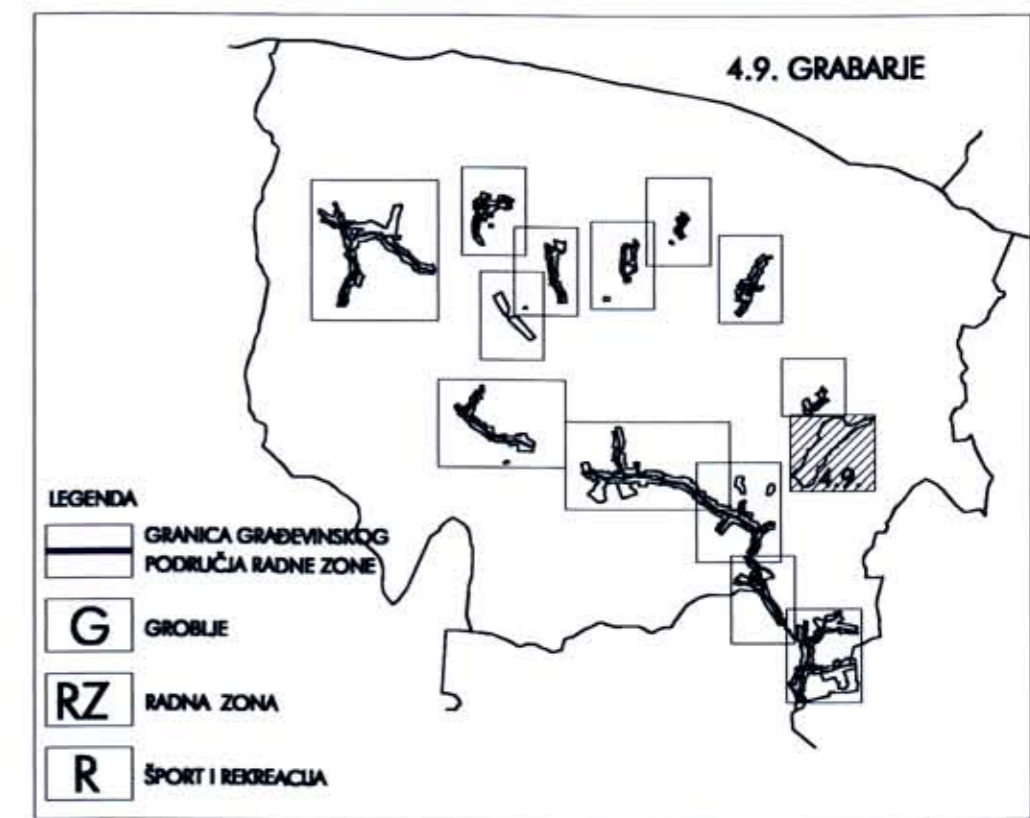 4.9. GRABARJE
4.9.
LEGENDA
GRANICA GRAĐEVINSKOG
PODRUČJA RADNE ZONE
G GROBLJE
RZ RADNA ZONA
R ŠPORT I REKREACIJA